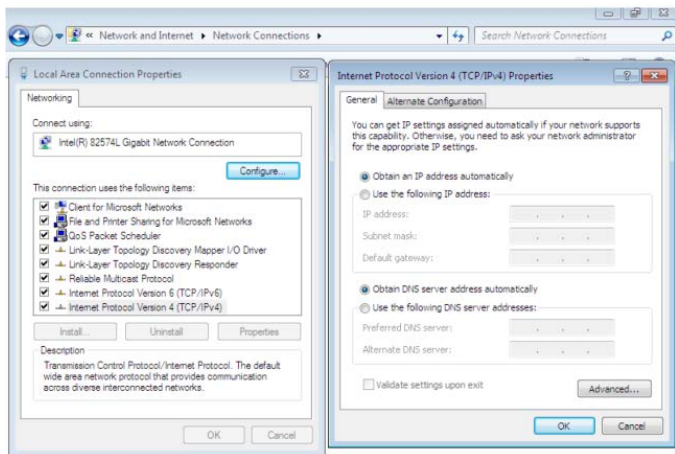 « Network and Internet ▸ Network Connections ▸
Search Network Connections
Local Area Connection Properties
Networking
Connect using:
Intel(R) 82574L Gigabit Network Connection
Configure...
This connection uses the following items:
Client for Microsoft Networks
File and Printer Sharing for Microsoft Networks
QoS Packet Scheduler
Link-Layer Topology Discovery Mapper I/O Driver
Link-Layer Topology Discovery Responder
Reliable Multicast Protocol
Internet Protocol Version 6 (TCP/IPv6)
Internet Protocol Version 4 (TCP/IPv4)
Install...
Uninstall
Properties
Description
Transmission Control Protocol/Internet Protocol. The default
wide area network protocol that provides communication
across diverse interconnected networks.
OK
Cancel
Internet Protocol Version 4 (TCP/IPv4) Properties
General
Alternate Configuration
You can get IP settings assigned automatically if your network supports
this capability. Otherwise, you need to ask your network administrator
for the appropriate IP settings.
Obtain an IP address automatically
Use the following IP address:
IP address:
Subnet mask:
Default gateway:
Obtain DNS server address automatically
Use the following DNS server addresses:
Preferred DNS server:
Alternate DNS server:
Validate settings upon exit
Advanced...
OK
Cancel